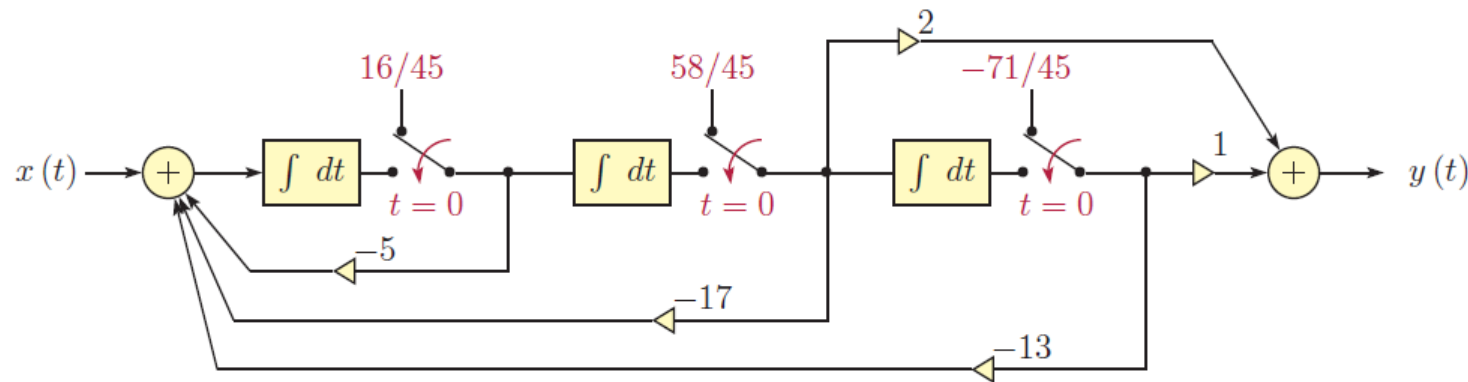 2
16/45 58/45 −71/45
1
x (t) + ∫ dt ∫ dt ∫ dt + y (t)
t = 0 t = 0 t = 0
−5
−17
−13